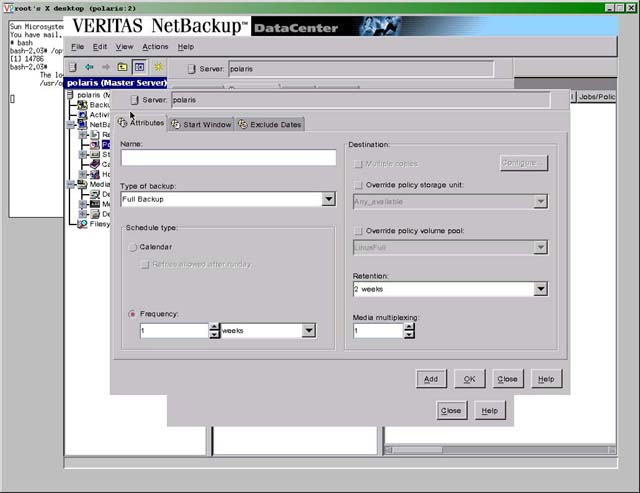 root's X desktop (polaris:2)
Sun Microsystem
You have mail.
# bash
bash-2.03# /op
[1] 14786
The lo
/usr/o
bash-2.03#
VERITAS NetBackup™ DataCenter
File Edit View Actions Help
Server: polaris
polaris (Master Server)
polaris (
Backu
Activi
NetBa
Re
Po
St
Ca
Ho
Media
De
Me
De
Filesy
Jobs/Polic
Server: polaris
Attributes Start Window Exclude Dates
Name:
Type of backup:
Full Backup
Schedule type:
Calendar
Retries allowed after runday
Frequency:
1 weeks
Destination:
Multiple copies Configure...
Override policy storage unit:
Any_available
Override policy volume pool:
LinuxFull
Retention:
2 weeks
Media multiplexing:
1
Add OK Close Help
Close Help